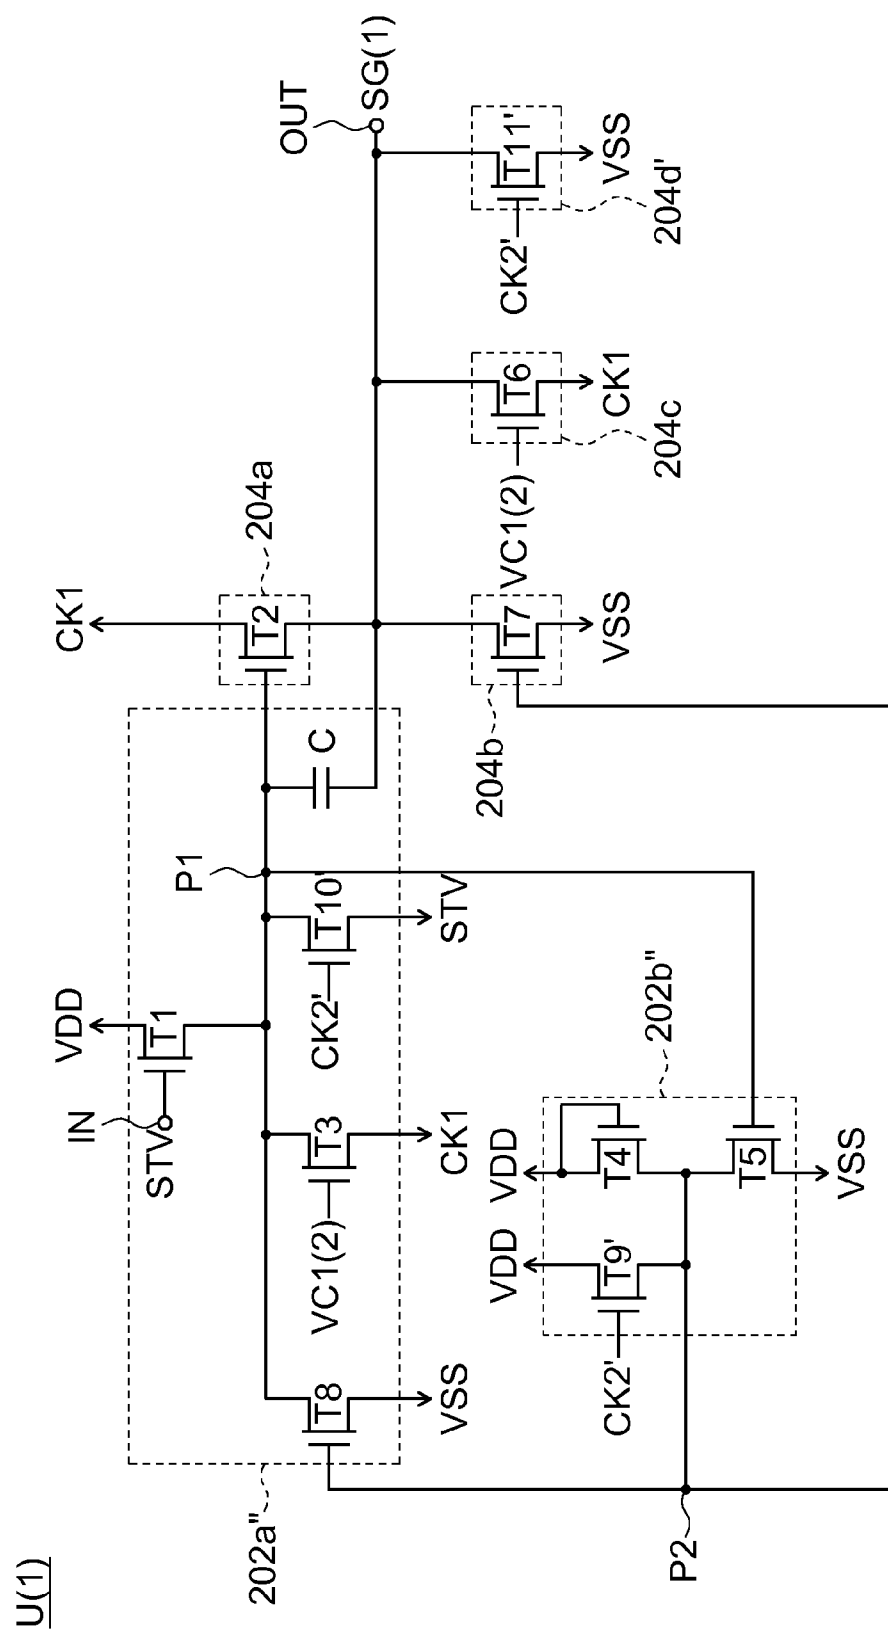 U(1)
202a"
VDD
IN
STV
T1
P1
CK1
204a
T2
OUT
SG(1)
T8
VSS
VC1(2)
T3
CK1
CK2'
T10'
STV
C
204b
T7
VSS
VC1(2)
T6
CK1
204c
CK2'
T11'
VSS
204d'
P2
CK2'
VDD
T9'
VDD
T4
T5
VSS
202b"